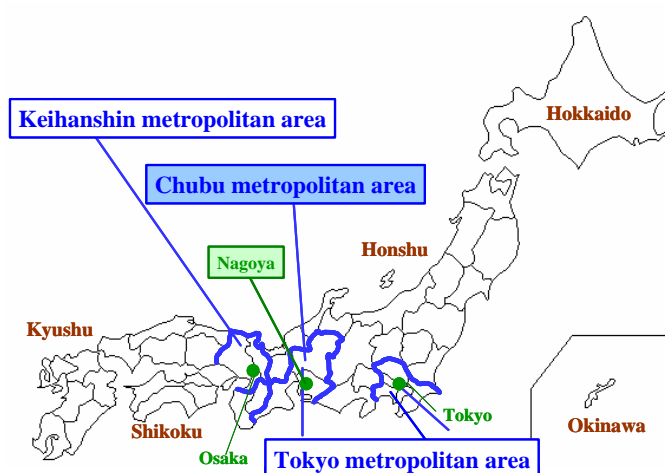 Hokkaido
Keihanshin metropolitan area
Chubu metropolitan area
Honshu
Nagoya
Kyushu
Tokyo
Shikoku
Okinawa
Osaka
Tokyo metropolitan area